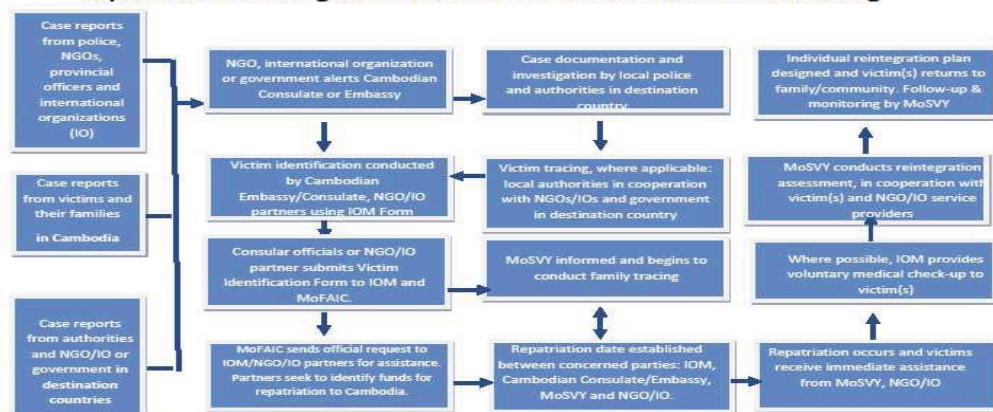 Case reports
from police,
NGOs,
provincial
officers and
international
organizations
(IO)
Case reports
from victims and
their families
in Cambodia
Case reports
from authorities
and NGO/IO or
government in
destination
countries
NGO, international organization
or government alerts Cambodian
Consulate or Embassy
Case documentation and
investigation by local police
and authorities in destination
country
Victim identification conducted
by Cambodian
Embassy/Consulate, NGO/IO
partners using IOM Form
Victim tracing, where applicable:
local authorities in cooperation
with NGOs/IOs and government
in destination country
Consular officials or NGO/IO
partner submits Victim
Identification Form to IOM and
MoFAIC.
MoSVY informed and begins to
conduct family tracing
MoFAIC sends official request to
IOM/NGO/IO partners for assistance.
Partners seek to identify funds for
repatriation to Cambodia.
Repatriation date established
between concerned parties: IOM,
Cambodian Consulate/Embassy,
MoSVY and NGO/IO.
Repatriation occurs and victims
receive immediate assistance
from MoSVY, NGO/IO
Where possible, IOM provides
voluntary medical check-up to
victim(s)
MoSVY conducts reintegration
assessment, in cooperation with
victim(s) and NGO/IO service
providers
Individual reintegration plan
designed and victim(s) returns to
family/community. Follow-up &
monitoring by MoSVY